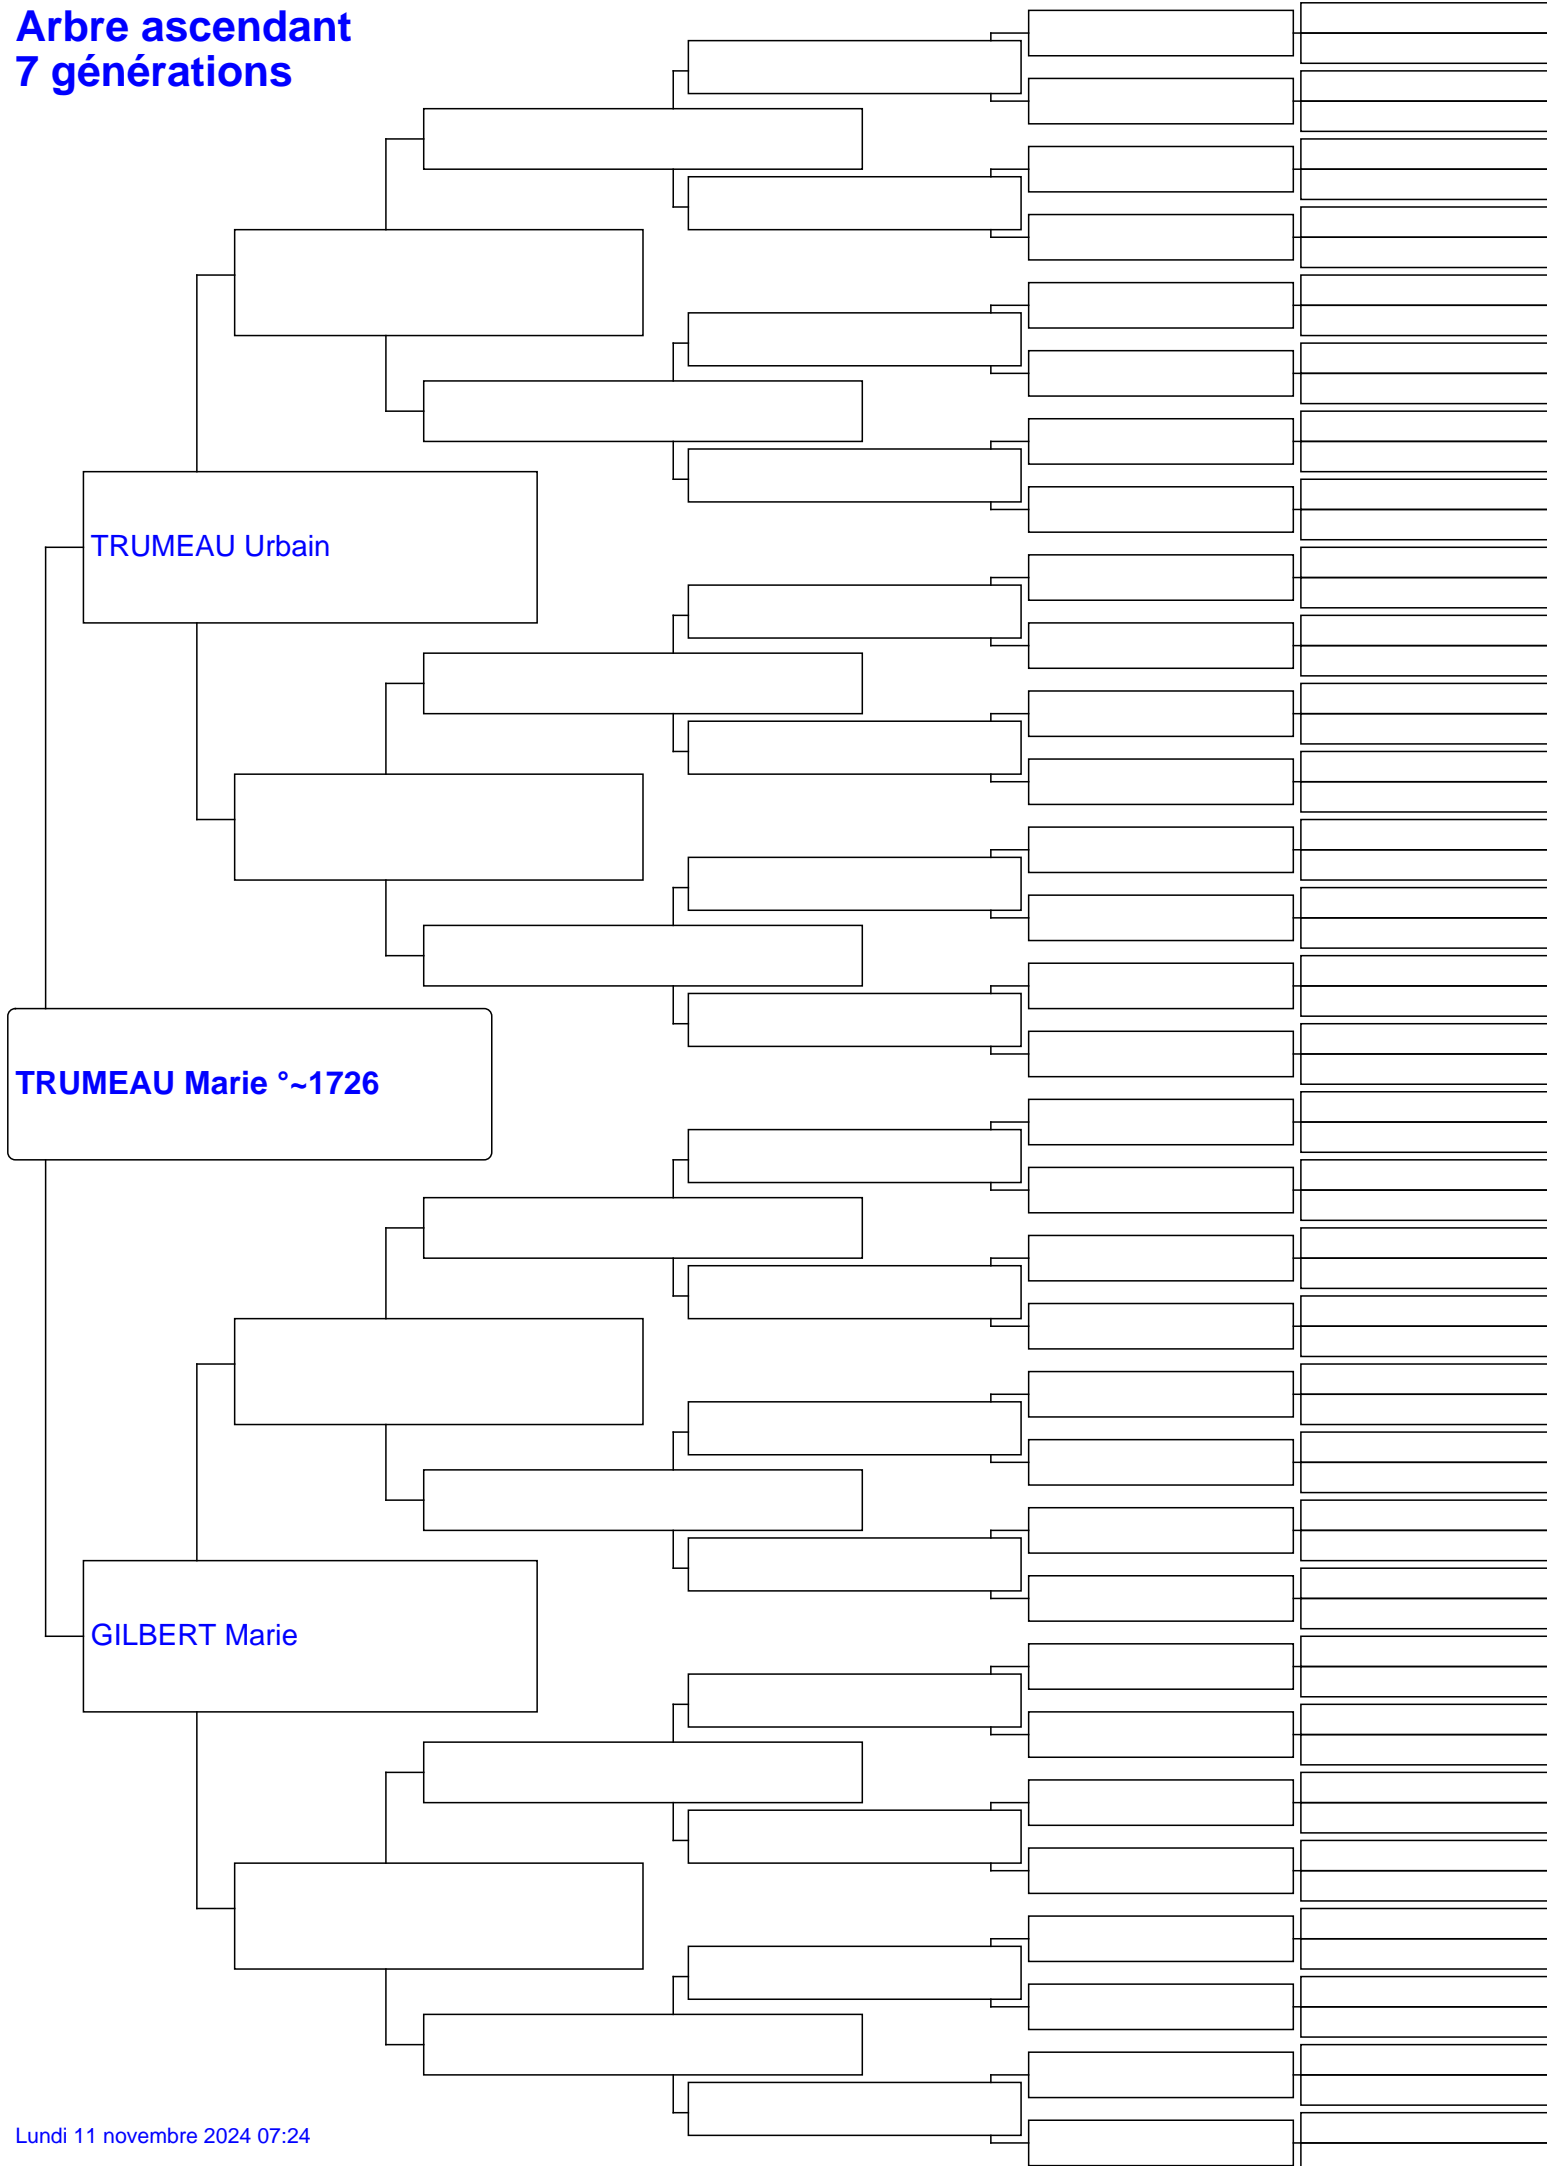 Arbre ascendant
7 générations
TRUMEAU Urbain
TRUMEAU Marie °~1726
GILBERT Marie
Lundi 11 novembre 2024 07:24